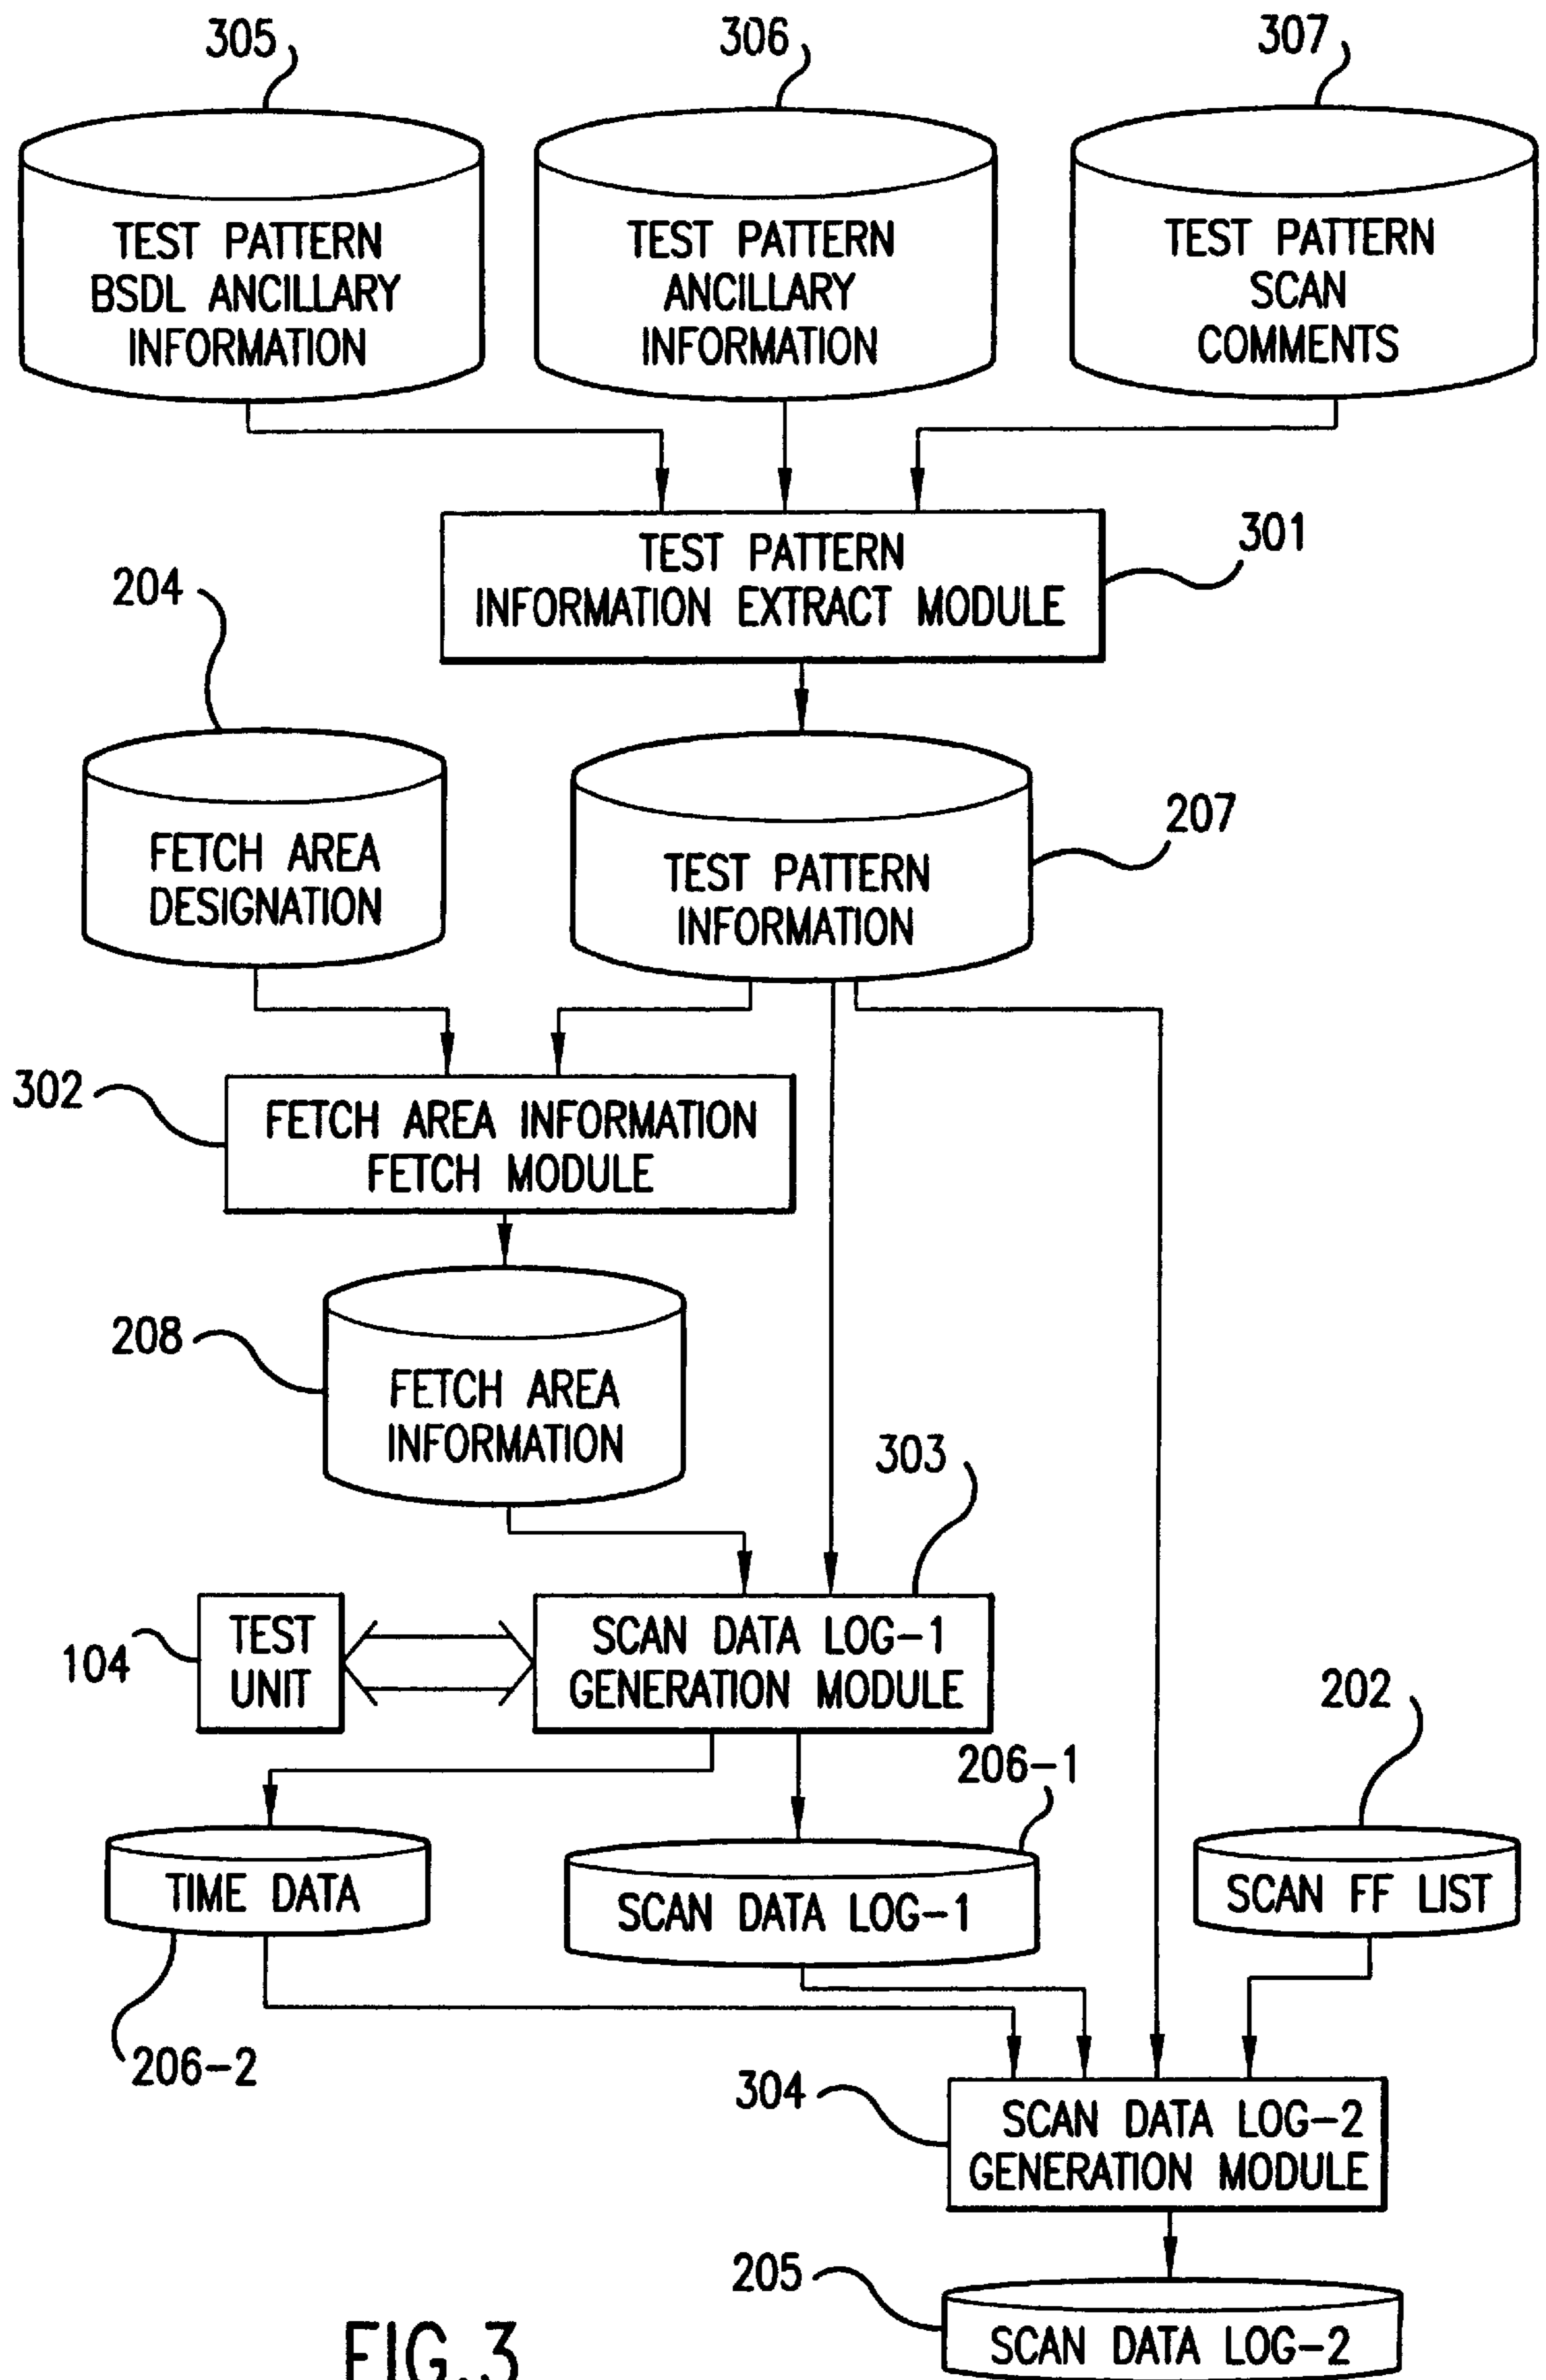 305
306
307
TEST PATTERN
BSDL ANCILLARY
INFORMATION
TEST PATTERN
ANCILLARY
INFORMATION
TEST PATTERN
SCAN
COMMENTS
TEST PATTERN
INFORMATION EXTRACT MODULE
301
204
FETCH AREA
DESIGNATION
TEST PATTERN
INFORMATION
207
302
FETCH AREA INFORMATION
FETCH MODULE
208
FETCH AREA
INFORMATION
303
104
TEST
UNIT
SCAN DATA LOG-1
GENERATION MODULE
202
206-1
TIME DATA
SCAN DATA LOG-1
SCAN FF LIST
206-2
304
SCAN DATA LOG-2
GENERATION MODULE
205
SCAN DATA LOG-2
FIG.3